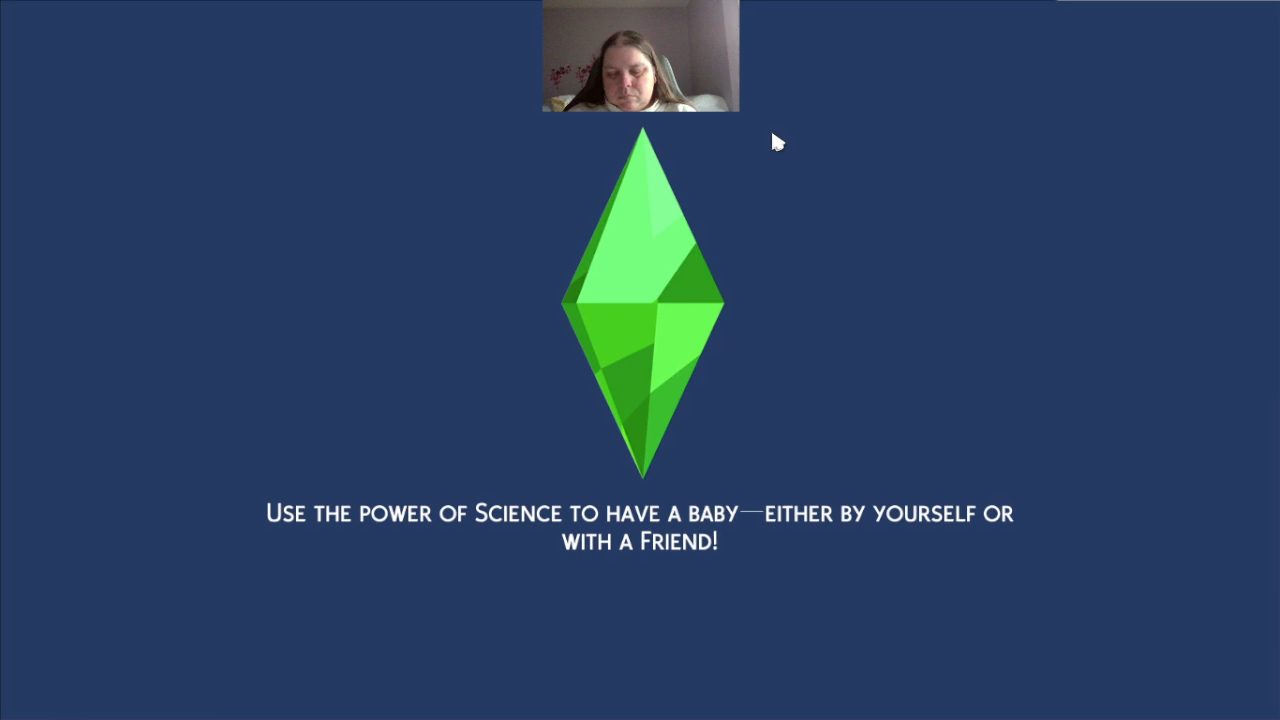 Use the power of Science to have a baby—either by yourself or
with a Friend!